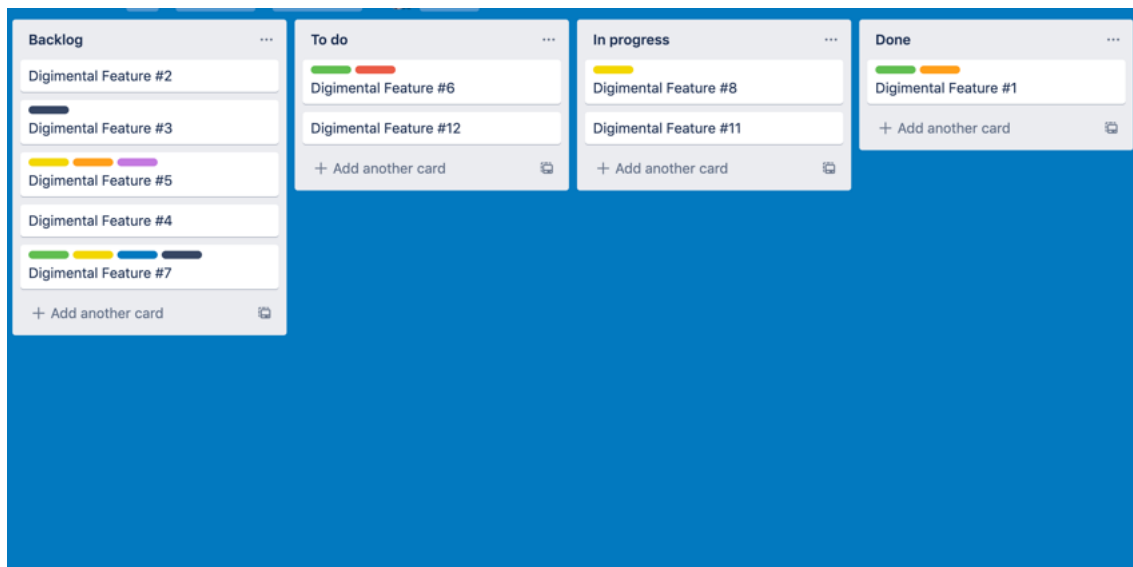 Backlog
Digimental Feature #2
Digimental Feature #3
Digimental Feature #5
Digimental Feature #4
Digimental Feature #7
+ Add another card
To do
Digimental Feature #6
Digimental Feature #12
+ Add another card
In progress
Digimental Feature #8
Digimental Feature #11
+ Add another card
Done
Digimental Feature #1
+ Add another card